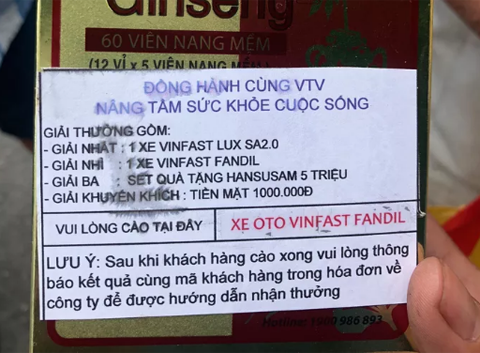 Ginseng
60 VIÊN NANG MỀM
(12 VỈ x 5 VIÊN NANG MỀM)
ĐỒNG HÀNH CÙNG VTV
NÂNG TẦM SỨC KHỎE CUỘC SỐNG
GIẢI THƯỞNG GỒM:
- GIẢI NHẤT : 1 XE VINFAST LUX SA2.0
- GIẢI NHÌ : 1 XE VINFAST FANDIL
- GIẢI BA : SET QUÀ TẶNG HANSUSAM 5 TRIỆU
- GIẢI KHUYẾN KHÍCH : TIỀN MẶT 1000.000Đ
VUI LÒNG CÀO TẠI ĐÂY
XE OTO VINFAST FANDIL
LƯU Ý: Sau khi khách hàng cào xong vui lòng thông
báo kết quả cùng mã khách hàng trong hóa đơn về
công ty để được hướng dẫn nhận thưởng
Hotline: 1900 986 893